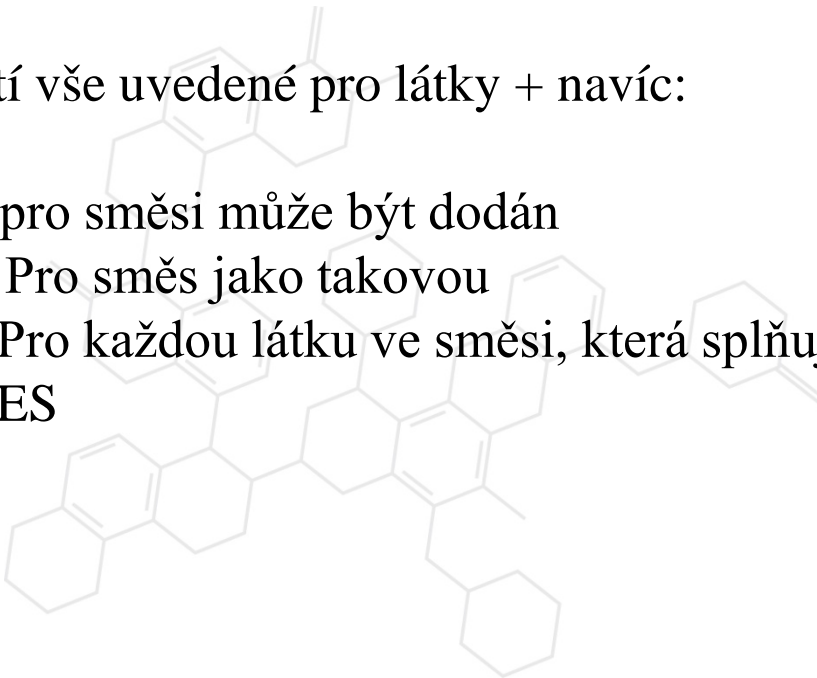 tí vše uvedené pro látky + navíc:
pro směsi může být dodán
Pro směs jako takovou
Pro každou látku ve směsi, která splňu
ES